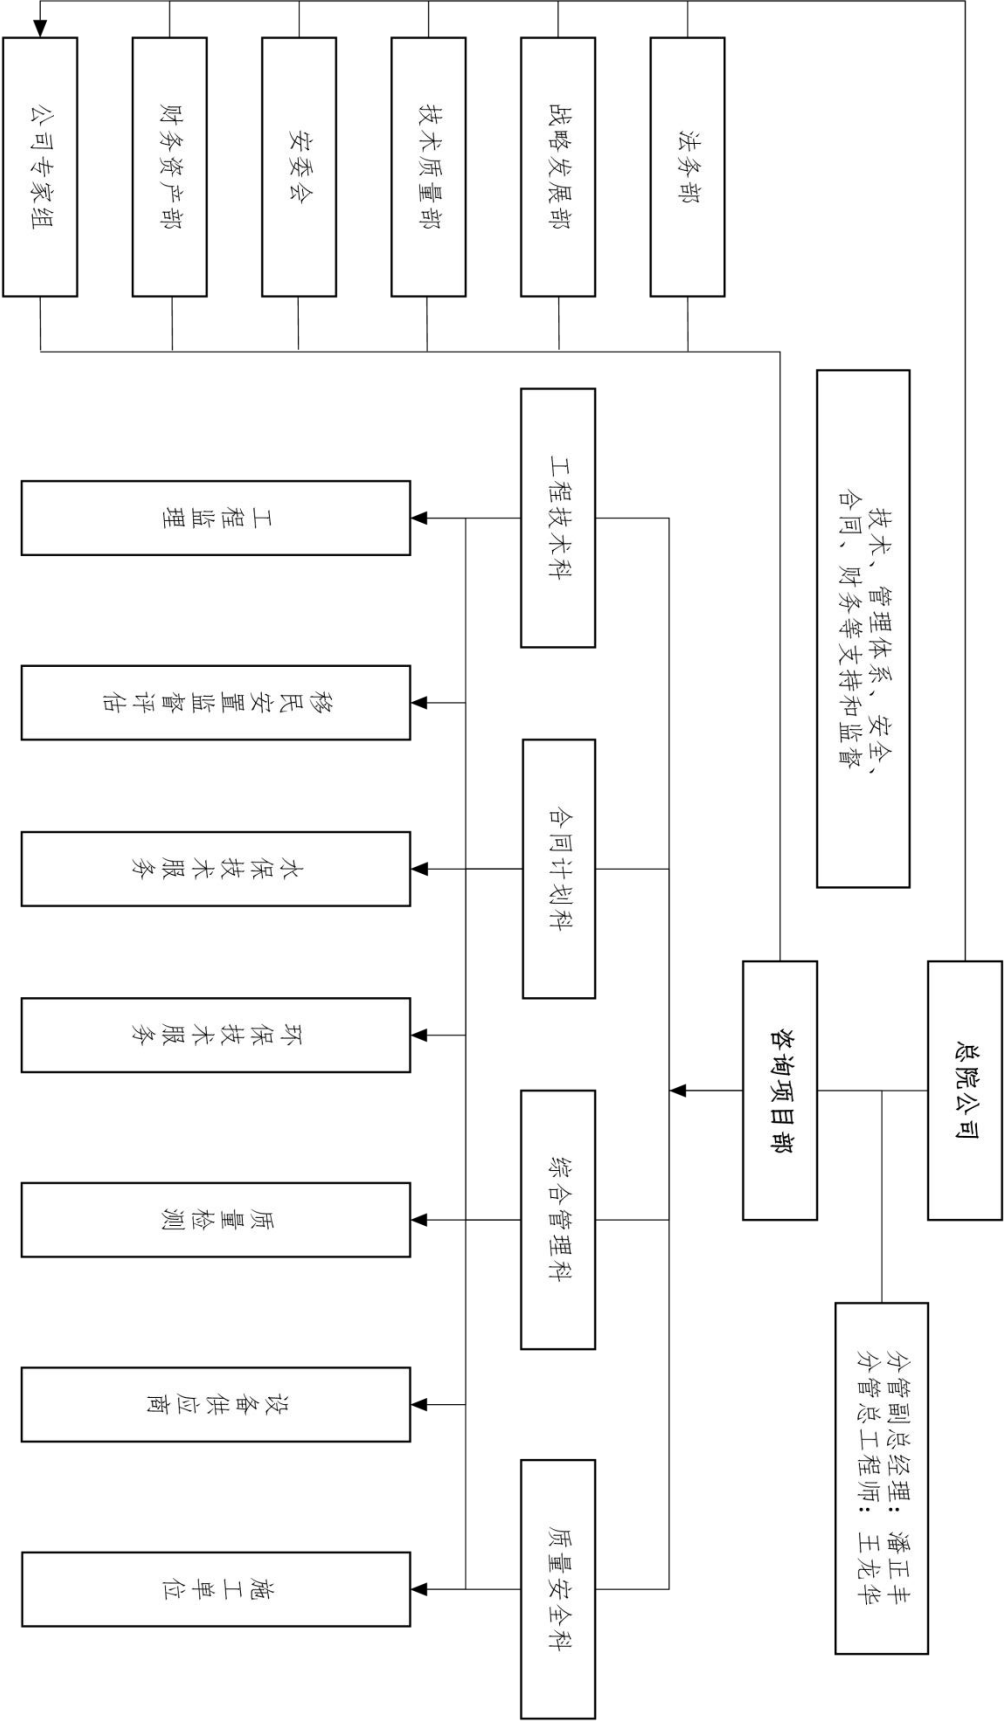 总院公司
分管副总经理：潘正丰
分管总工程师：王龙华
咨询项目部
技术、管理体系、安全、
合同、财务等支持和监督
法务部
战略发展部
技术质量部
安委会
财务资产部
公司专家组
工程技术科
合同计划科
综合管理科
质量安全科
工程监
理
移民安置监督评估
水保技术服
务
环保技术服
务
质量检
测
设备供应
商
施工单
位